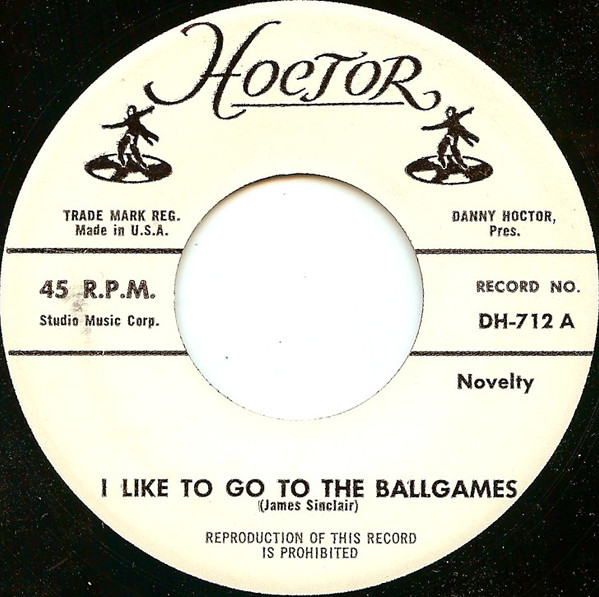 HOCTOR
TRADE MARK REG.
Made in U.S.A.
DANNY HOCTOR,
Pres.
45 R.P.M.
Studio Music Corp.
RECORD NO.
DH-712 A
Novelty
I LIKE TO GO TO THE BALLGAMES
(James Sinclair)
REPRODUCTION OF THIS RECORD
IS PROHIBITED